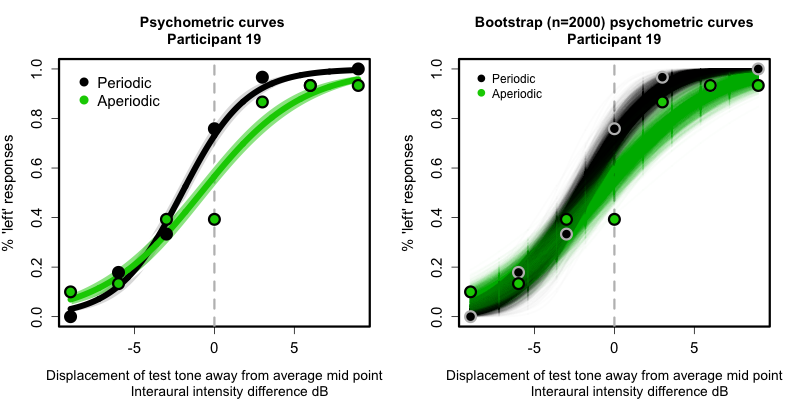 Psychometric curves
Participant 19
% 'left' responses
1.0
0.8
0.6
0.4
0.2
0.0
Periodic
Aperiodic
-5
0
5
Displacement of test tone away from average mid point
Interaural intensity difference dB
Bootstrap (n=2000) psychometric curves
Participant 19
% 'left' responses
1.0
0.8
0.6
0.4
0.2
0.0
Periodic
Aperiodic
-5
0
5
Displacement of test tone away from average mid point
Interaural intensity difference dB